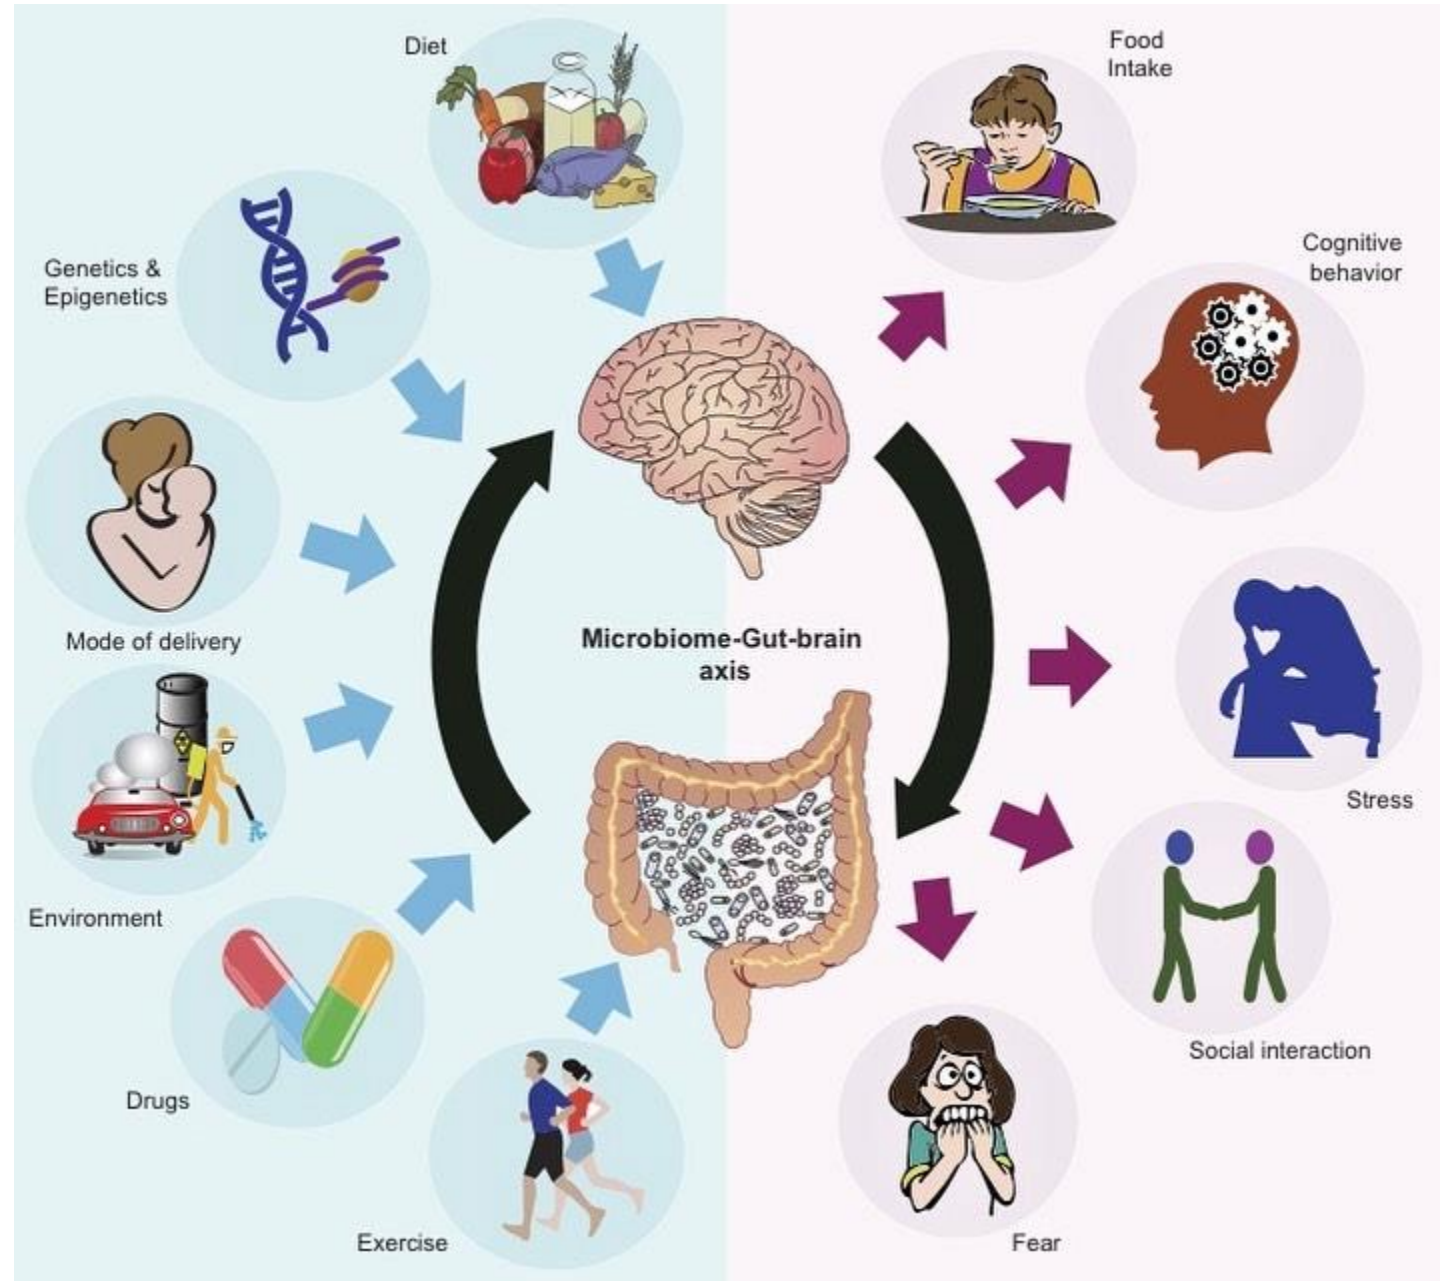 Diet
Food
Intake
Genetics &
Epigenetics
Cognitive
behavior
Mode of delivery
Microbiome-Gut-brain
axis
Stress
Environment
Social interaction
Drugs
Exercise
Fear